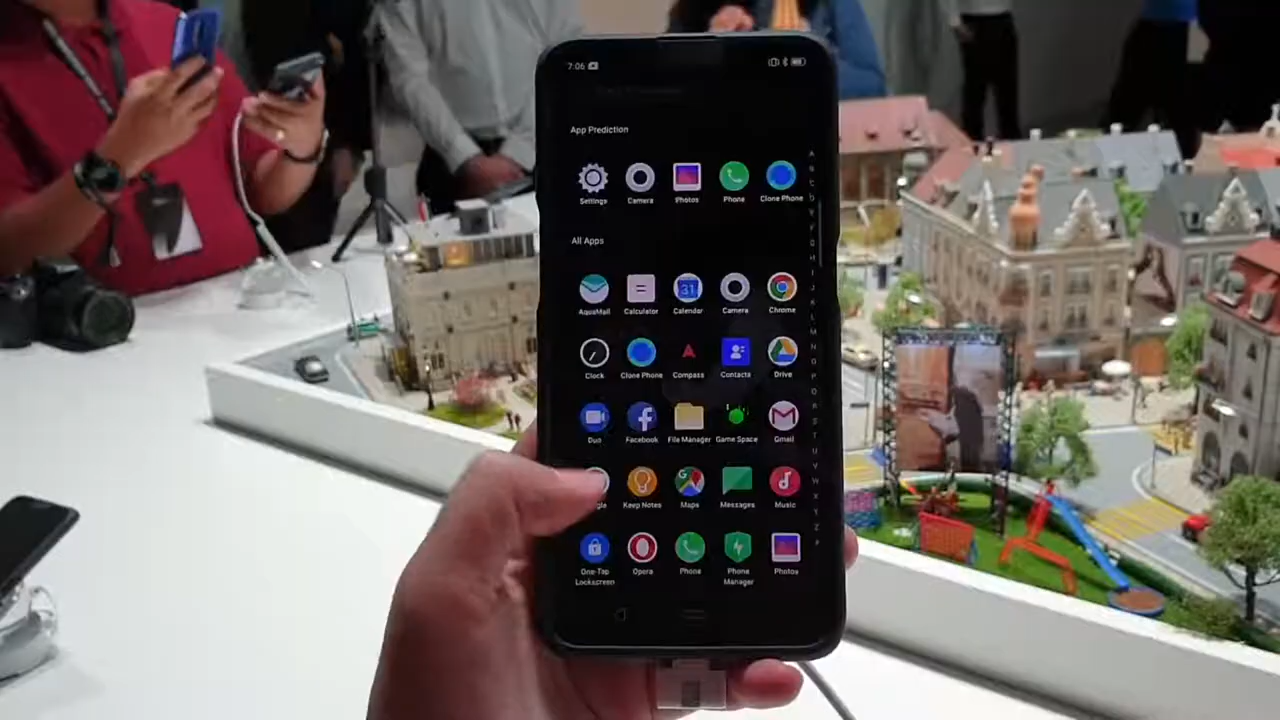 7:06
App Prediction
Settings Camera Photos Phone Clone Phone
All Apps
AquaMail Calculator Calendar Camera Chrome
31
Clock Clone Phone Compass Contacts Drive
Duo Facebook File Manager Game Space Gmail
Keep Notes Maps Messages Music
One-Tap Lockscreen Opera Phone Phone Manager Photos